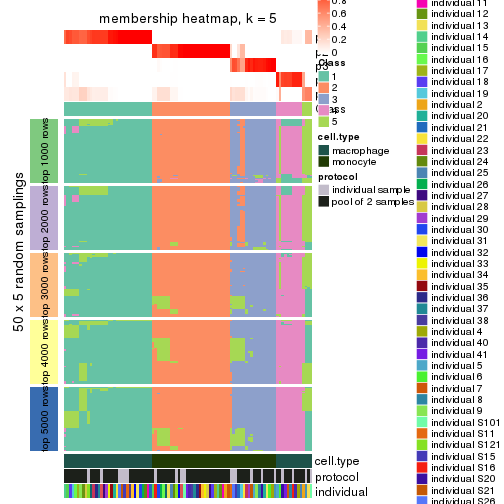 membership heatmap, k = 5
50 x 5 random samplings
top 1000 rows
top 2000 rows
top 3000 rows
top 4000 rows
top 5000 rows
cell.type
protocol
individual
0.8
0.6
0.4
0.2
0
Class
1
2
3
5
cell.type
macrophage
monocyte
protocol
individual sample
pool of 2 samples
individual 11
individual 12
individual 13
individual 14
individual 15
individual 16
individual 17
individual 18
individual 19
individual 2
individual 20
individual 21
individual 22
individual 23
individual 24
individual 25
individual 26
individual 27
individual 28
individual 29
individual 30
individual 31
individual 32
individual 33
individual 34
individual 35
individual 36
individual 37
individual 38
individual 4
individual 40
individual 41
individual 5
individual 6
individual 7
individual 8
individual 9
individual S101
individual S11
individual S121
individual S15
individual S16
individual S20
individual S21